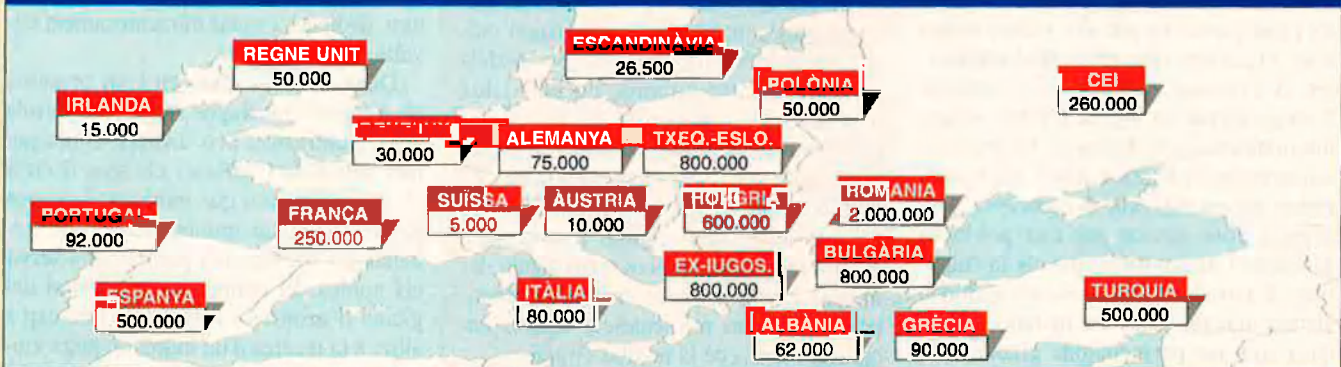 REGNE UNIT
50.000
ESCANDINÀVIA
26.500
POLÒNIA
50.000
CEI
260.000
IRLANDA
15.000
30.000
ALEMANYA
75.000
TXEQ.-ESLO.
800.000
PORTUGAL
92.000
FRANÇA
250.000
SUÏSSA
5.000
ÀUSTRIA
10.000
HONGRIA
600.000
ROMANIA
2.000.000
ESPANYA
500.000
ITÀLIA
80.000
EX-IUGOS.
800.000
BULGÀRIA
800.000
ALBÀNIA
62.000
GRÈCIA
90.000
TURQUIA
500.000